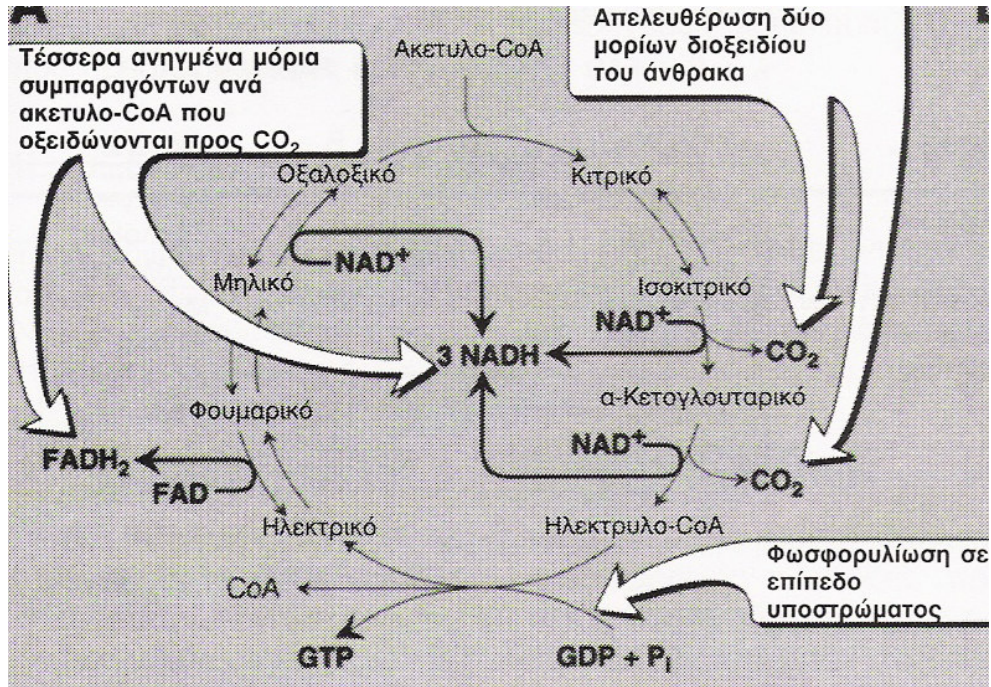 A
Τέσσερα ανηγμένα μόρια
συμπαραγόντων ανά
ακετυλο-CoA που
οξειδώνονται προς CO₂
Ακετυλο-CoA
Απελευθέρωση δύο
μορίων διοξειδίου
του άνθρακα
Οξαλοξικό
Κιτρικό
NAD⁺
Μηλικό
Ισοκιτρικό
NAD⁺
3 NADH
CO₂
α-Κετογλουταρικό
Φουμαρικό
NAD⁺
FADH₂
FAD
CO₂
Ηλεκτρικό
Ηλεκτρυλο-CoA
Φωσφορυλίωση σε
επίπεδο
υποστρώματος
CoA
GTP
GDP + Pᵢ